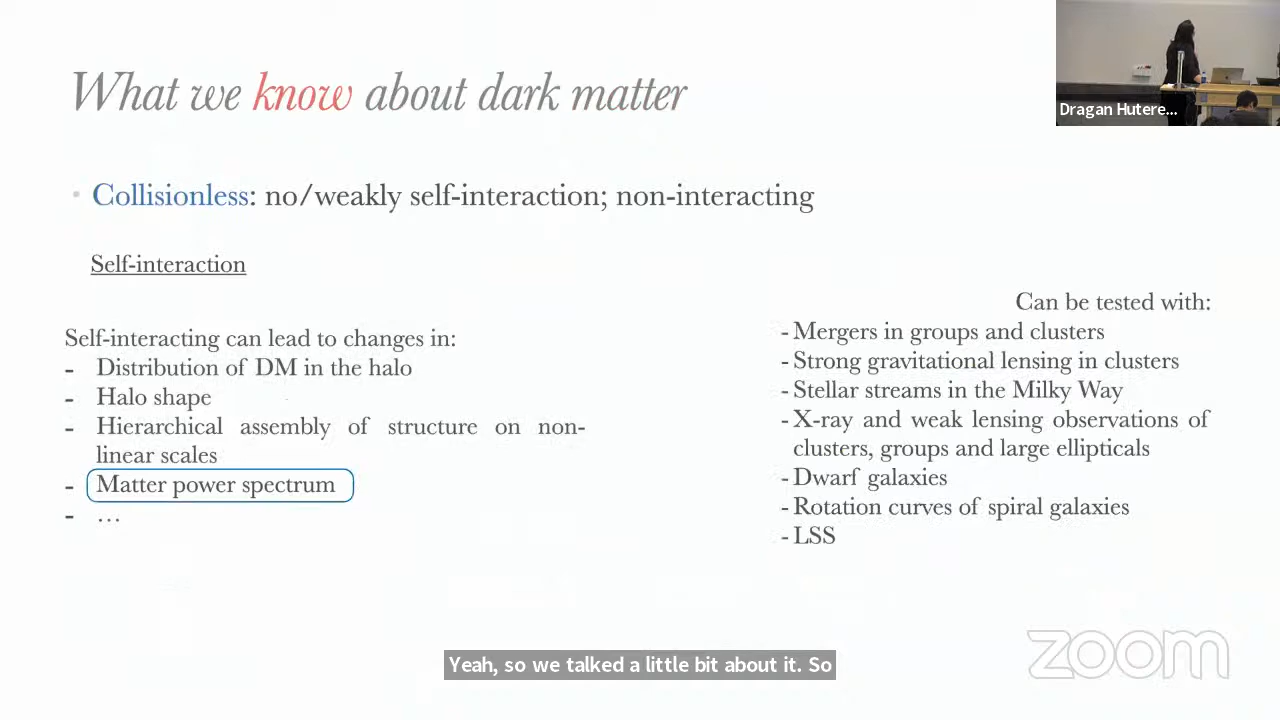 What we know about dark matter
Dragan Hutere...
• Collisionless: no/weakly self-interaction; non-interacting
Self-interaction
Self-interacting can lead to changes in:
- Distribution of DM in the halo
- Halo shape
- Hierarchical assembly of structure on non-
linear scales
- Matter power spectrum
- ...
Can be tested with:
- Mergers in groups and clusters
- Strong gravitational lensing in clusters
- Stellar streams in the Milky Way
- X-ray and weak lensing observations of
clusters, groups and large ellipticals
- Dwarf galaxies
- Rotation curves of spiral galaxies
- LSS
Yeah, so we talked a little bit about it. So
zoom